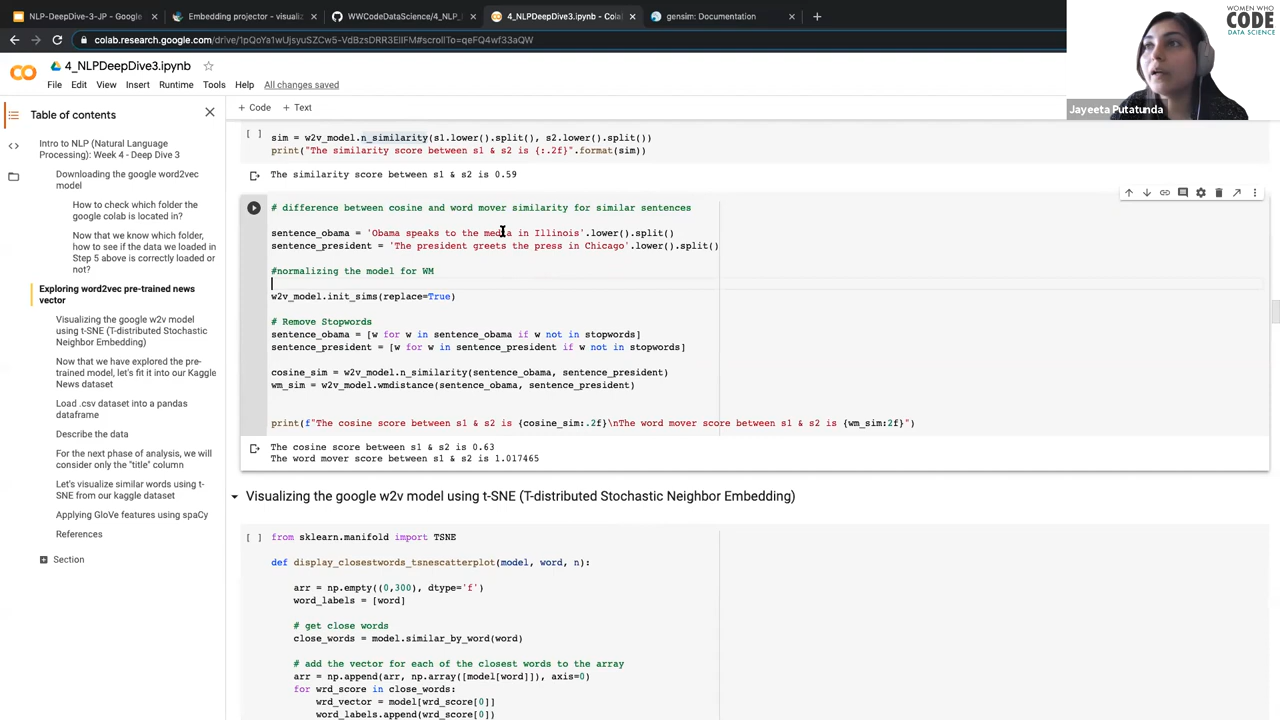 NLP-DeepDive-3-JP - Google
Embedding projector - visualiz
WWCodeDataScience/4_NLP_
4_NLPDeepDive3.ipynb - Colab
gensim: Documentation
colab.research.google.com/drive/1pQoYa1wUjsyuSZCw5-VdBzsDRR3ElIFM#scrollTo=qeFQ4wf33aQW
WOMEN WHO
CODE
DATA SCIENCE
Jayeeta Putatunda
4_NLPDeepDive3.ipynb
File Edit View Insert Runtime Tools Help All changes saved
+ Code + Text
Table of contents
Intro to NLP (Natural Language
Processing): Week 4 - Deep Dive 3
Downloading the google word2vec
model
How to check which folder the
google colab is located in?
Now that we know which folder,
how to see if the data we loaded in
Step 5 above is correctly loaded or
not?
Exploring word2vec pre-trained news
vector
Visualizing the google w2v model
using t-SNE (T-distributed Stochastic
Neighbor Embedding)
Now that we have explored the pre-
trained model, let's fit it into our Kaggle
News dataset
Load .csv dataset into a pandas
dataframe
Describe the data
For the next phase of analysis, we will
consider only the "title" column
Let's visualize similar words using t-
SNE from our kaggle dataset
Applying GloVe features using spaCy
References
Section
[ ] sim = w2v_model.n_similarity(s1.lower().split(), s2.lower().split())
print("The similarity score between s1 & s2 is {:.2f}".format(sim))
The similarity score between s1 & s2 is 0.59
# difference between cosine and word mover similarity for similar sentences
sentence_obama = 'Obama speaks to the media in Illinois'.lower().split()
sentence_president = 'The president greets the press in Chicago'.lower().split()
#normalizing the model for WM
w2v_model.init_sims(replace=True)
# Remove Stopwords
sentence_obama = [w for w in sentence_obama if w not in stopwords]
sentence_president = [w for w in sentence_president if w not in stopwords]
cosine_sim = w2v_model.n_similarity(sentence_obama, sentence_president)
wm_sim = w2v_model.wmdistance(sentence_obama, sentence_president)
print(f"The cosine score between s1 & s2 is {cosine_sim:.2f}\nThe word mover score between s1 & s2 is {wm_sim:2f}")
The cosine score between s1 & s2 is 0.63
The word mover score between s1 & s2 is 1.017465
Visualizing the google w2v model using t-SNE (T-distributed Stochastic Neighbor Embedding)
[ ] from sklearn.manifold import TSNE
def display_closestwords_tsnescatterplot(model, word, n):
arr = np.empty((0,300), dtype='f')
word_labels = [word]
# get close words
close_words = model.similar_by_word(word)
# add the vector for each of the closest words to the array
arr = np.append(arr, np.array([model[word]]), axis=0)
for wrd_score in close_words:
wrd_vector = model[wrd_score[0]]
word_labels.append(wrd_score[0])